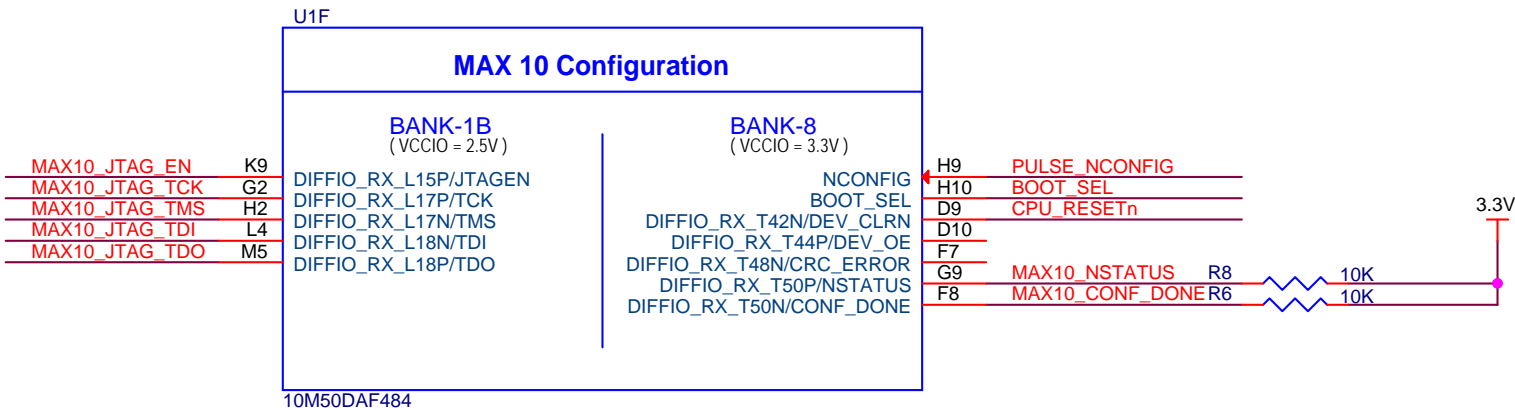 U1F
MAX 10 Configuration
BANK-1B
( VCCIO = 2.5V )
BANK-8
( VCCIO = 3.3V )
MAX10_JTAG_EN K9 DIFFIO_RX_L15P/JTAGEN
MAX10_JTAG_TCK G2 DIFFIO_RX_L17P/TCK
MAX10_JTAG_TMS H2 DIFFIO_RX_L17N/TMS
MAX10_JTAG_TDI L4 DIFFIO_RX_L18N/TDI
MAX10_JTAG_TDO M5 DIFFIO_RX_L18P/TDO
NCONFIG H9 PULSE_NCONFIG
BOOT_SEL H10 BOOT_SEL
DIFFIO_RX_T42N/DEV_CLRN D9 CPU_RESETn
DIFFIO_RX_T44P/DEV_OE D10
DIFFIO_RX_T48N/CRC_ERROR F7
DIFFIO_RX_T50P/NSTATUS G9 MAX10_NSTATUS R8 10K
DIFFIO_RX_T50N/CONF_DONE F8 MAX10_CONF_DONE R6 10K
3.3V
10M50DAF484